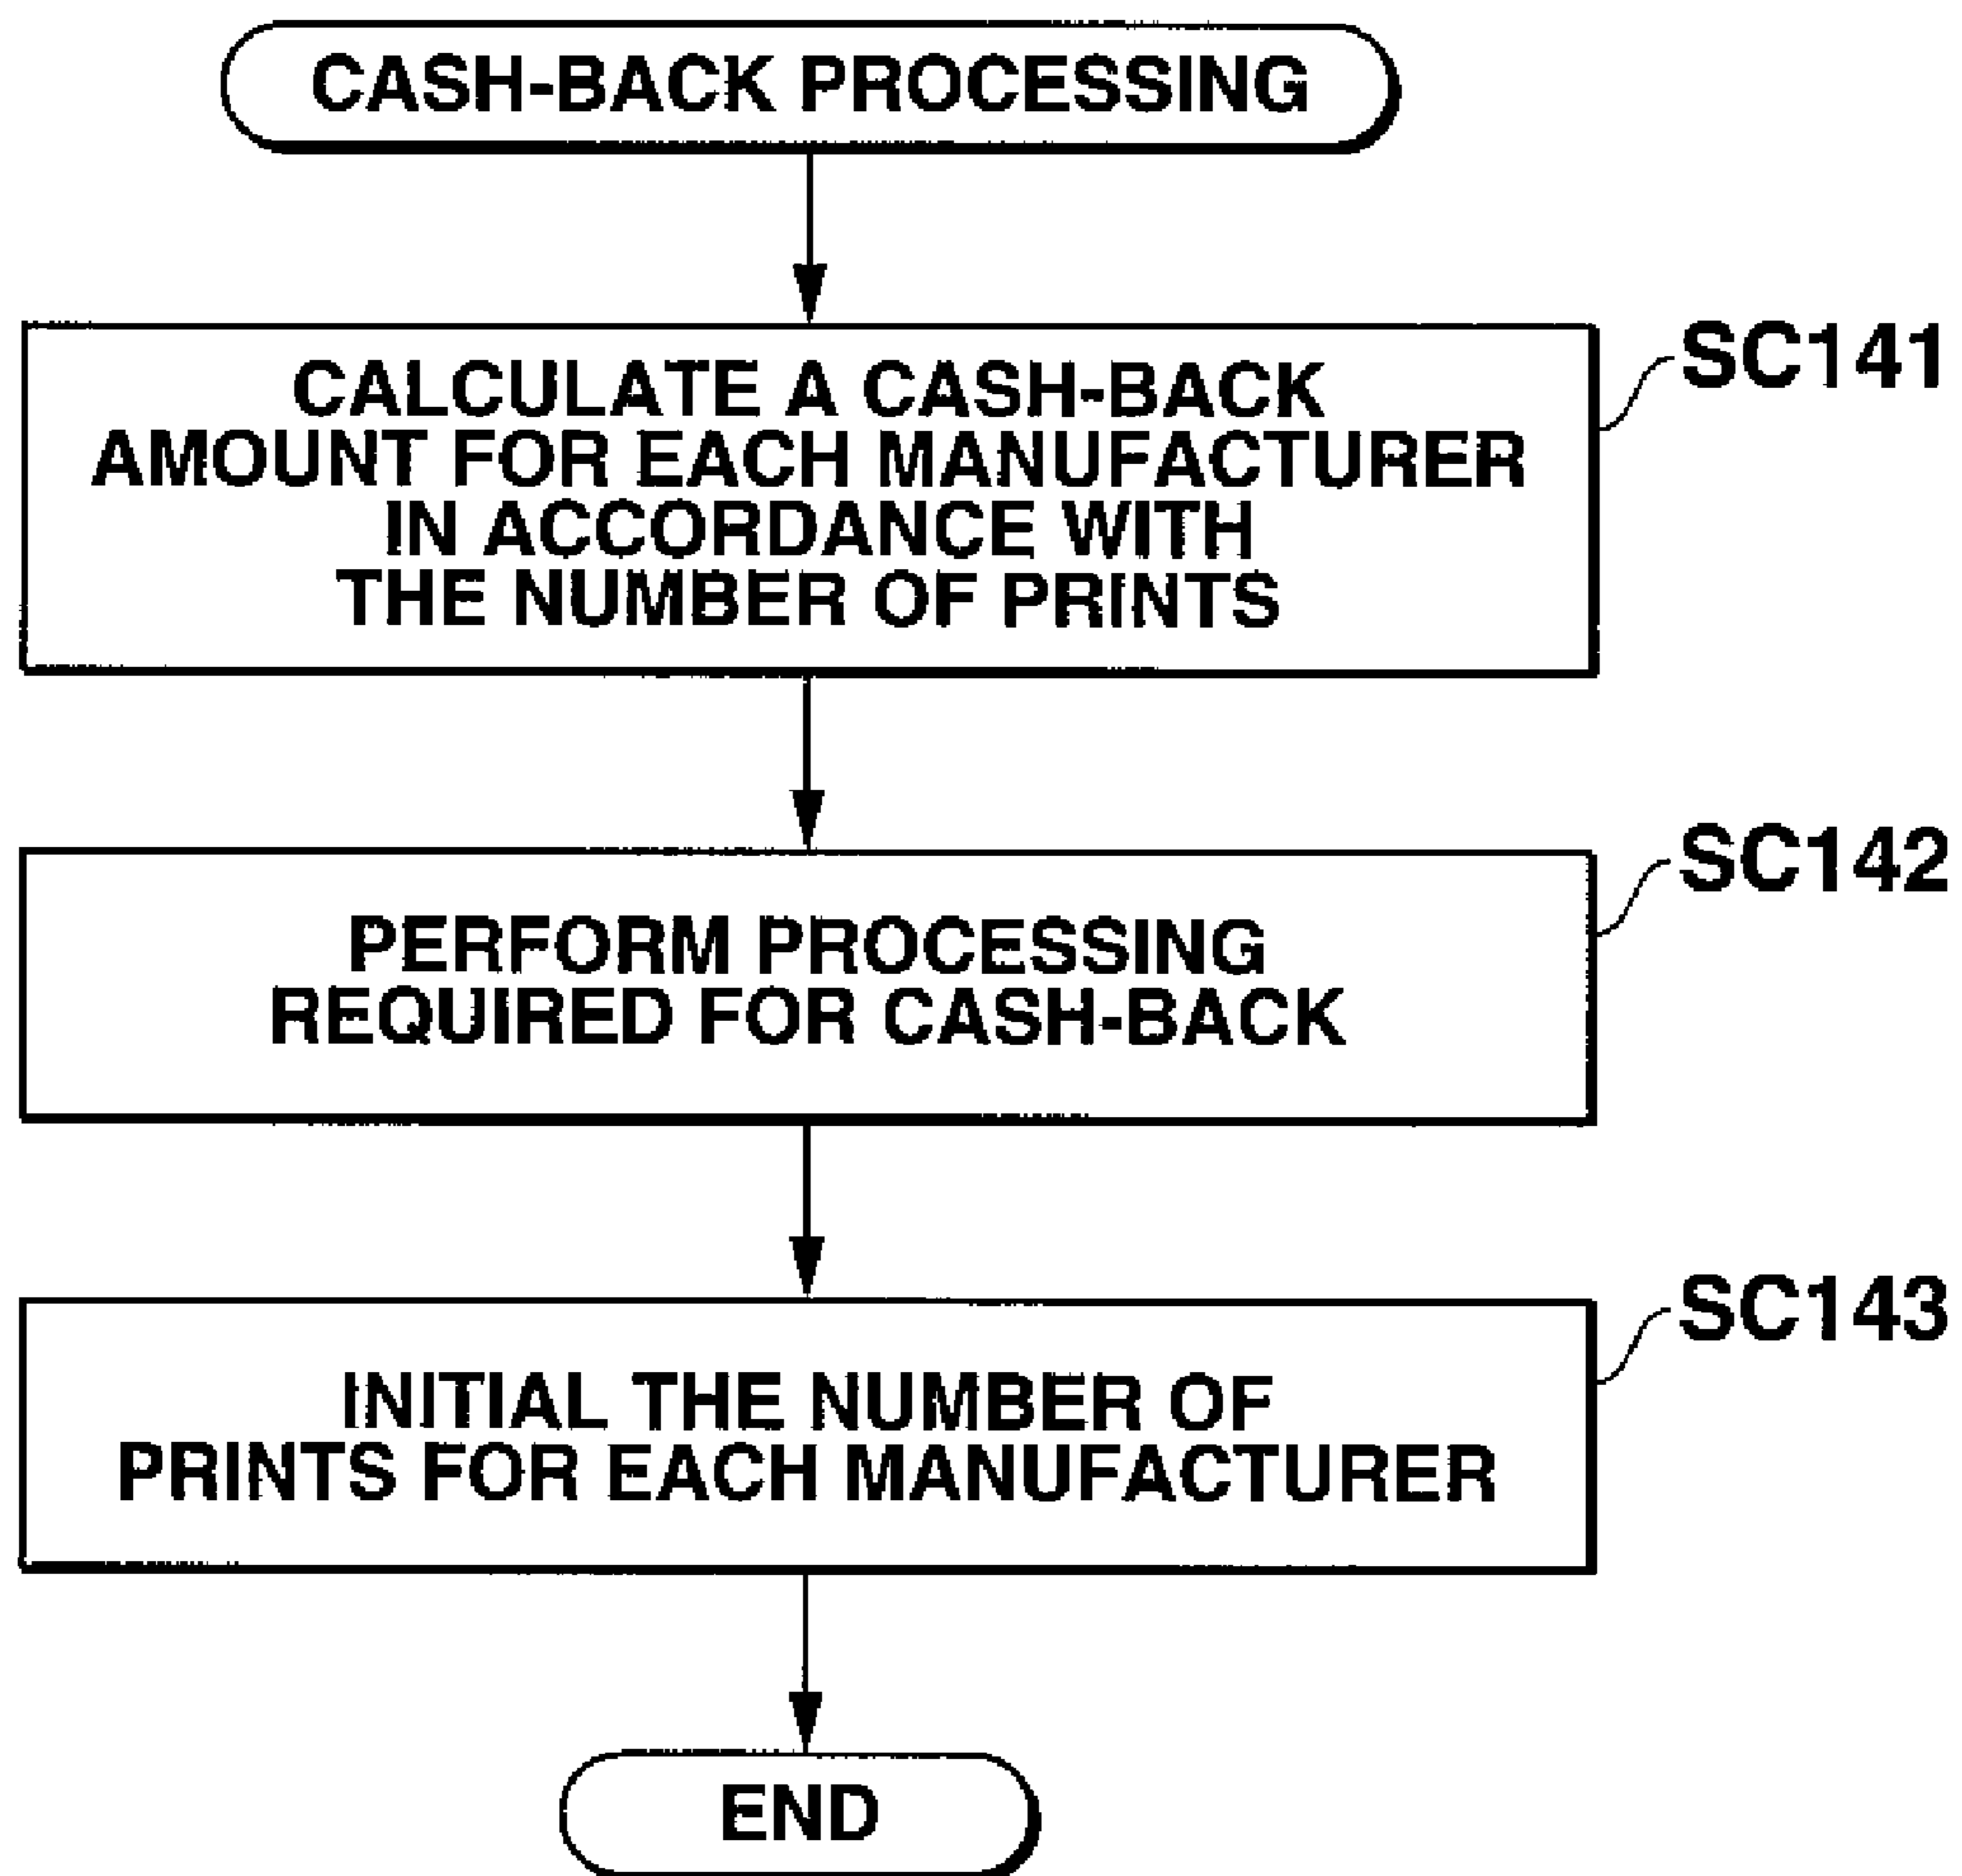 CASH-BACK PROCESSING
SC141
CALCULATE A CASH-BACK
AMOUNT FOR EACH MANUFACTURER
IN ACCORDANCE WITH
THE NUMBER OF PRINTS
SC142
PERFORM PROCESSING
REQUIRED FOR CASH-BACK
SC143
INITIAL THE NUMBER OF
PRINTS FOR EACH MANUFACTURER
END